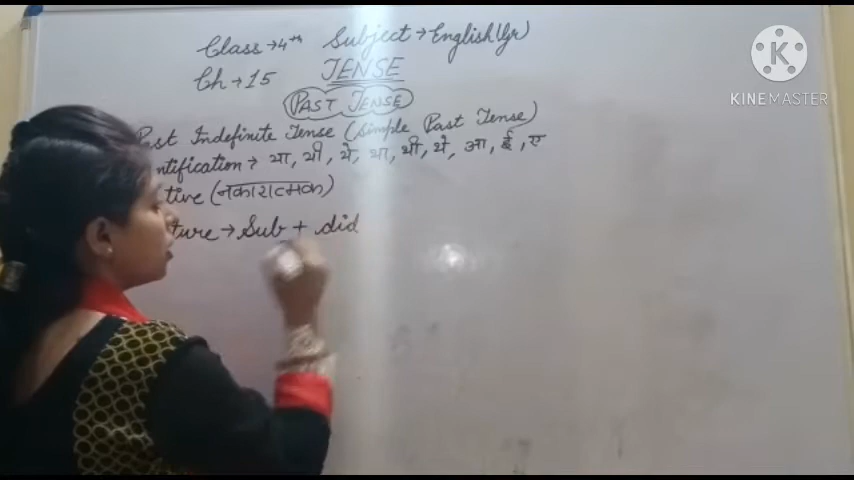 Class → 4th Subject → English (Gr)
Ch → 15 TENSE
PAST TENSE
Past Indefinite Tense (Simple Past Tense)
ntification → या, यी, ये, था, थी, थे, आ, ई, ए
tive (नकारात्मक)
ture → Sub + did
KINEMASTER